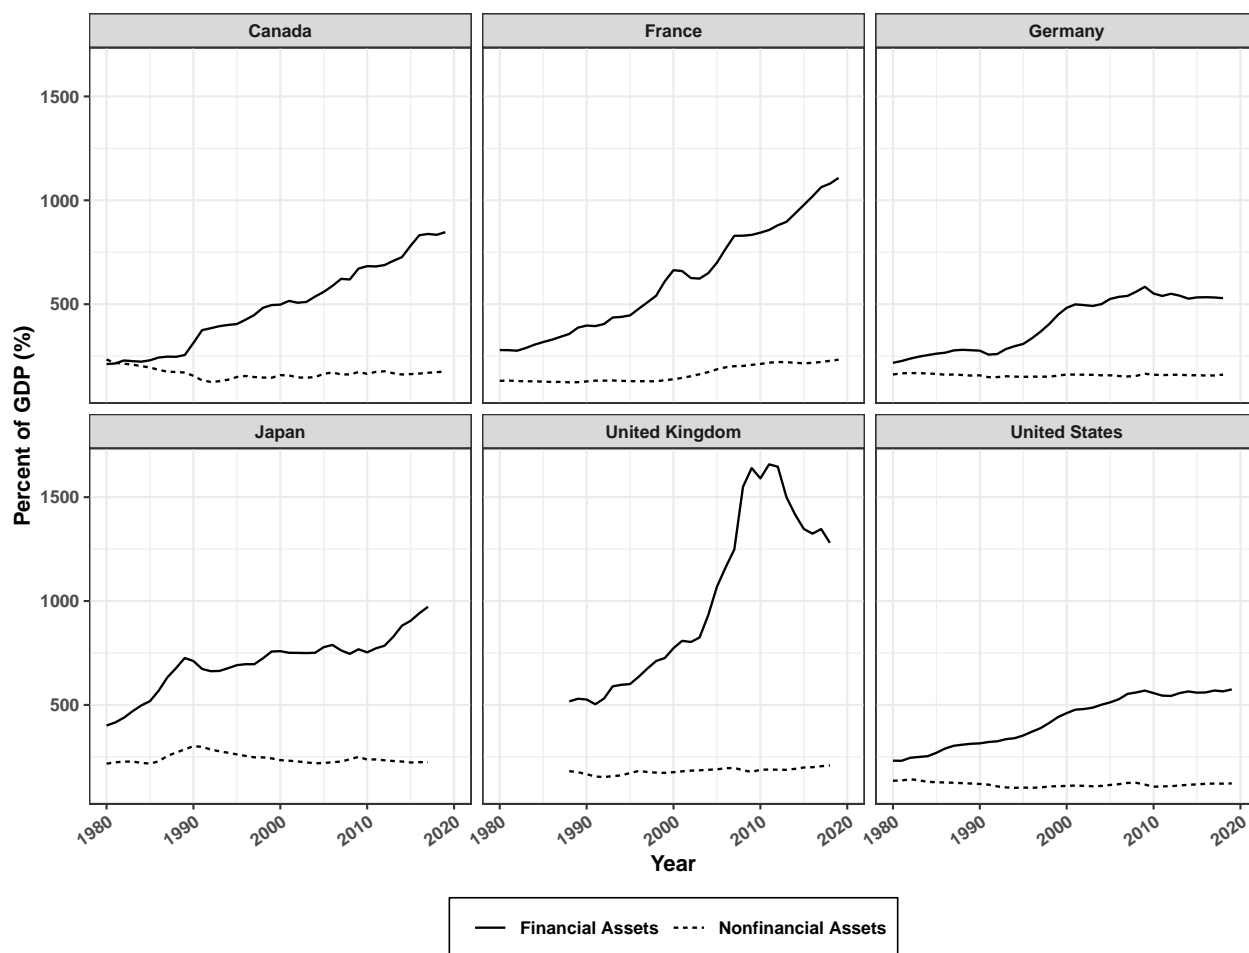 Canada France Germany
1500
1000
500
Japan United Kingdom United States
1500
1000
500
Percent of GDP (%)
1980 1990 2000 2010 2020 1980 1990 2000 2010 2020 1980 1990 2000 2010 2020
Year
Financial Assets Nonfinancial Assets